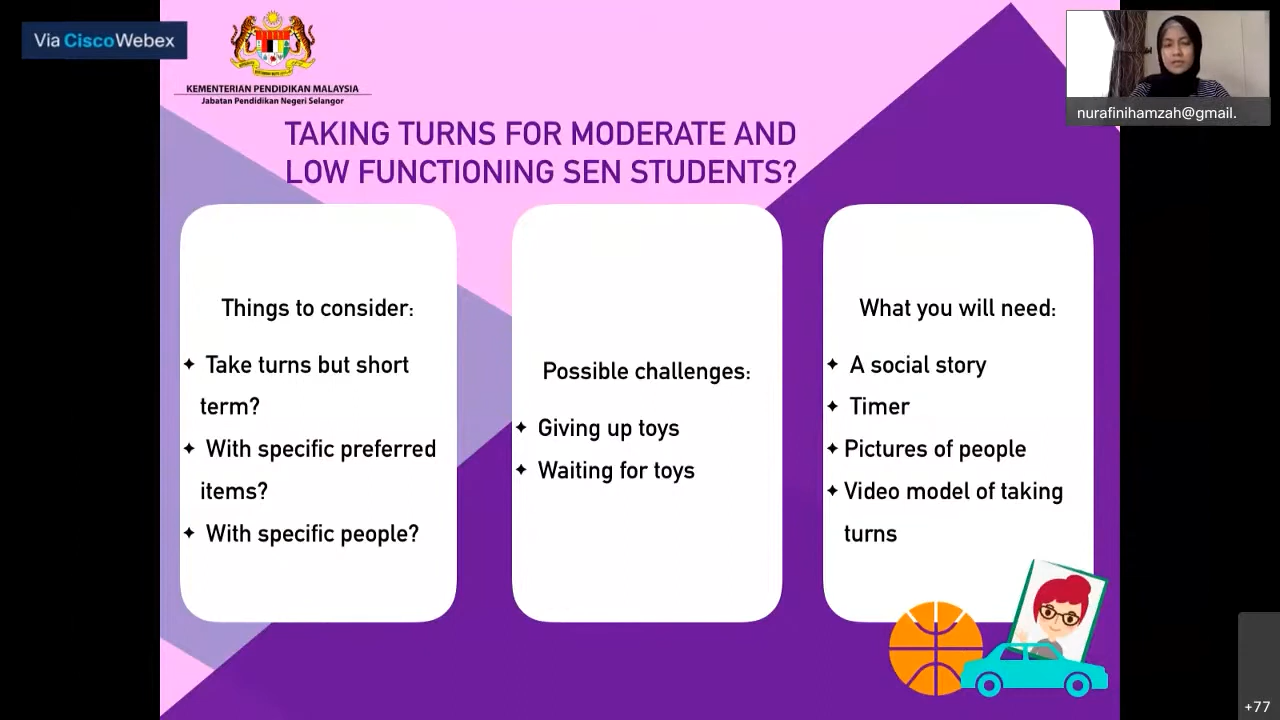 Via Cisco Webex
KEMENTERIAN PENDIDIKAN MALAYSIA
Jabatan Pendidikan Negeri Selangor
nurafinihamzah@gmail.
TAKING TURNS FOR MODERATE AND
LOW FUNCTIONING SEN STUDENTS?
Things to consider:
✦ Take turns but short
term?
✦ With specific preferred
items?
✦ With specific people?
Possible challenges:
✦ Giving up toys
✦ Waiting for toys
What you will need:
✦ A social story
✦ Timer
✦ Pictures of people
✦ Video model of taking
turns
+77